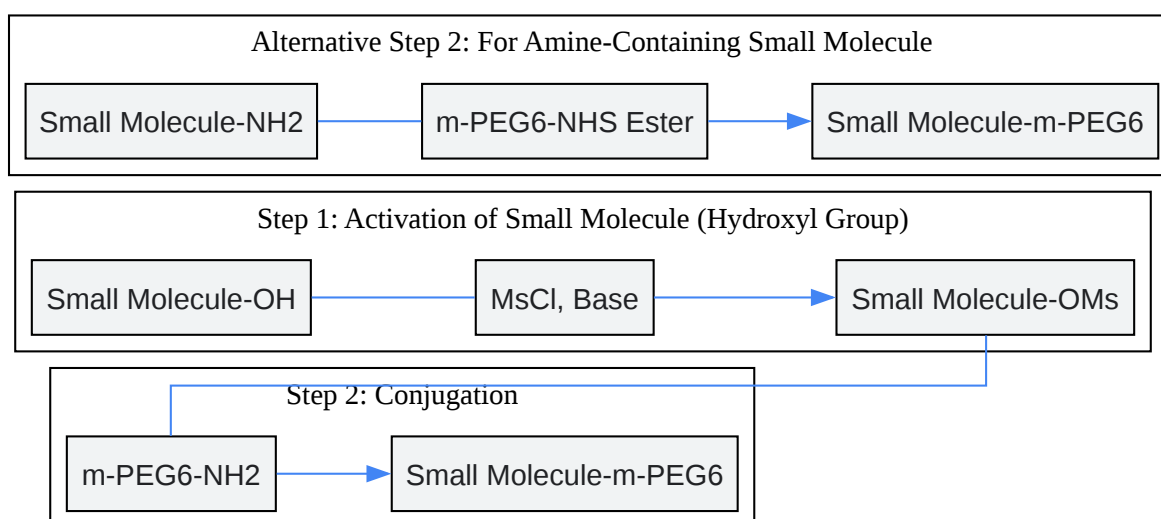 Alternative Step 2: For Amine-Containing Small Molecule
Small Molecule-NH2
m-PEG6-NHS Ester
Small Molecule-m-PEG6
Step 1: Activation of Small Molecule (Hydroxyl Group)
Small Molecule-OH
MsCl, Base
Small Molecule-OMs
Step 2: Conjugation
m-PEG6-NH2
Small Molecule-m-PEG6